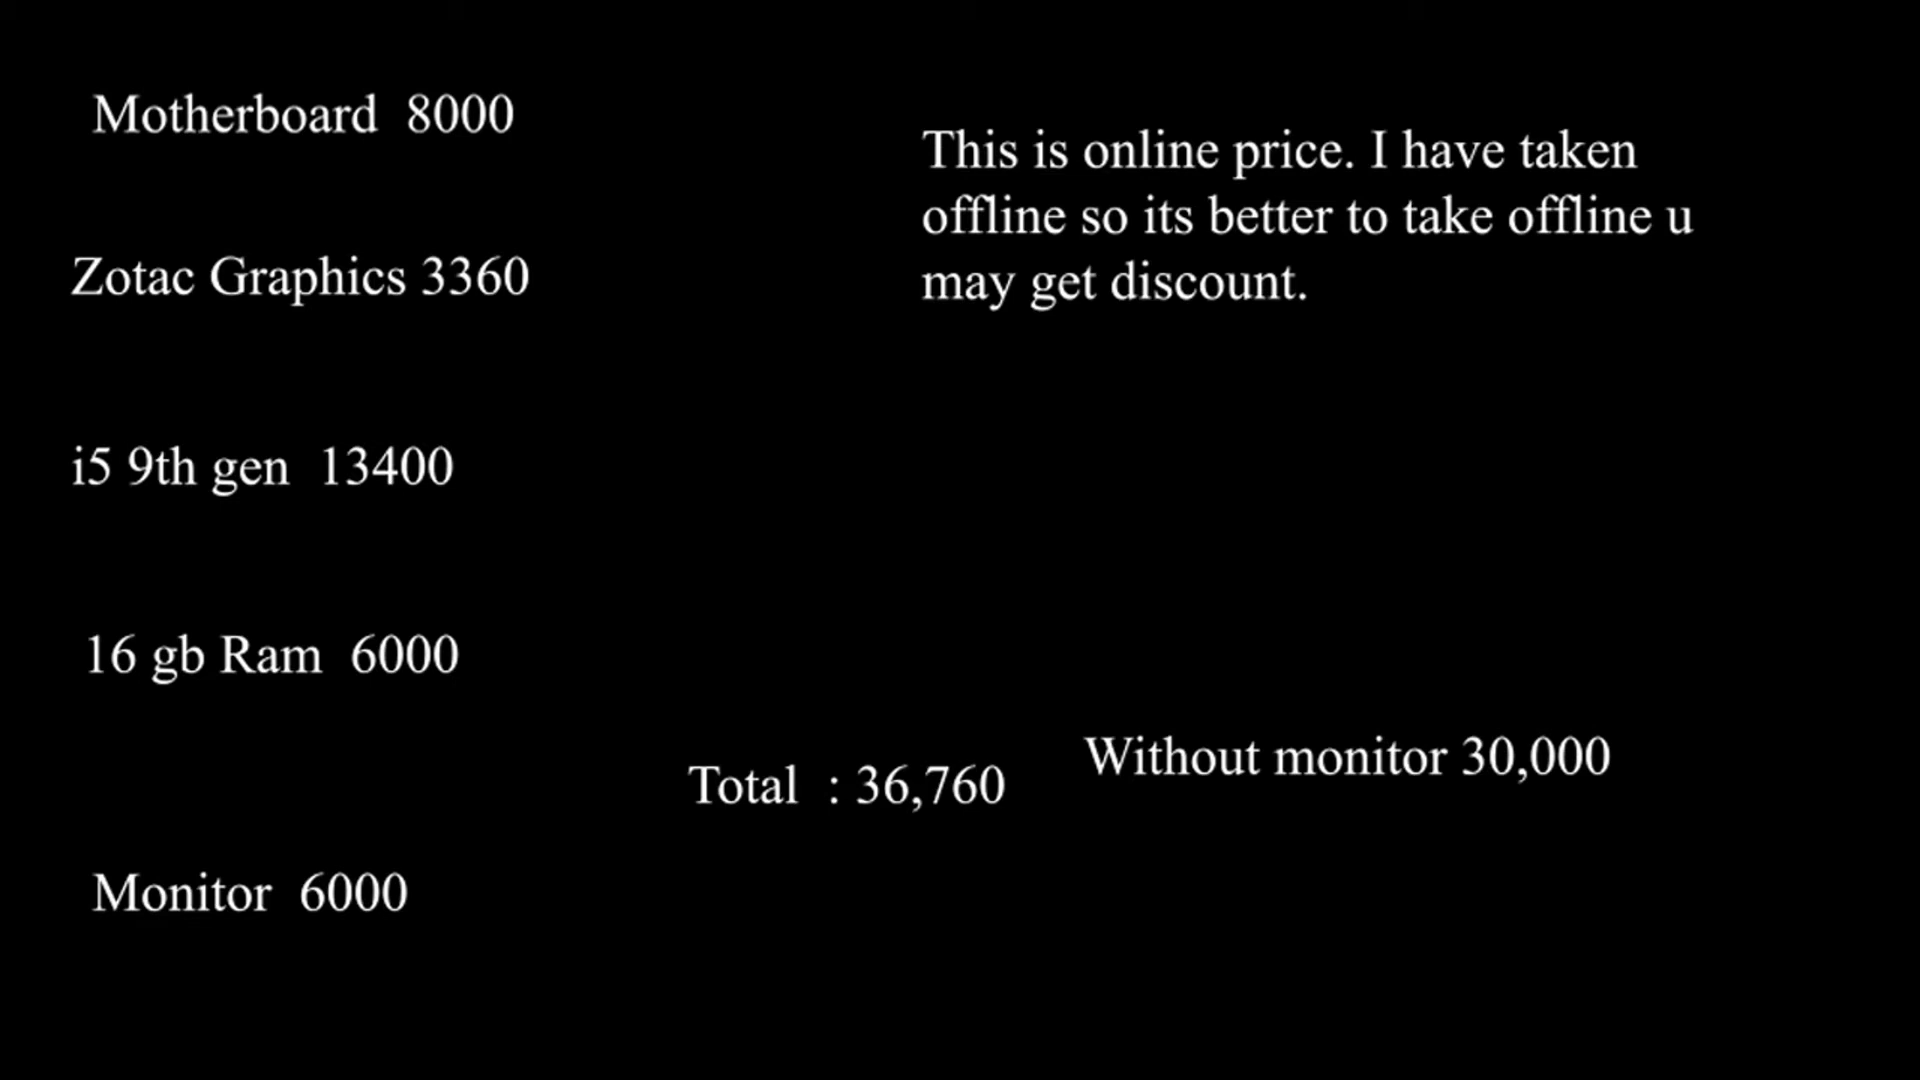 Motherboard 8000
This is online price. I have taken
offline so its better to take offline u
may get discount.
Zotac Graphics 3360
i5 9th gen 13400
16 gb Ram 6000
Total : 36,760
Without monitor 30,000
Monitor 6000